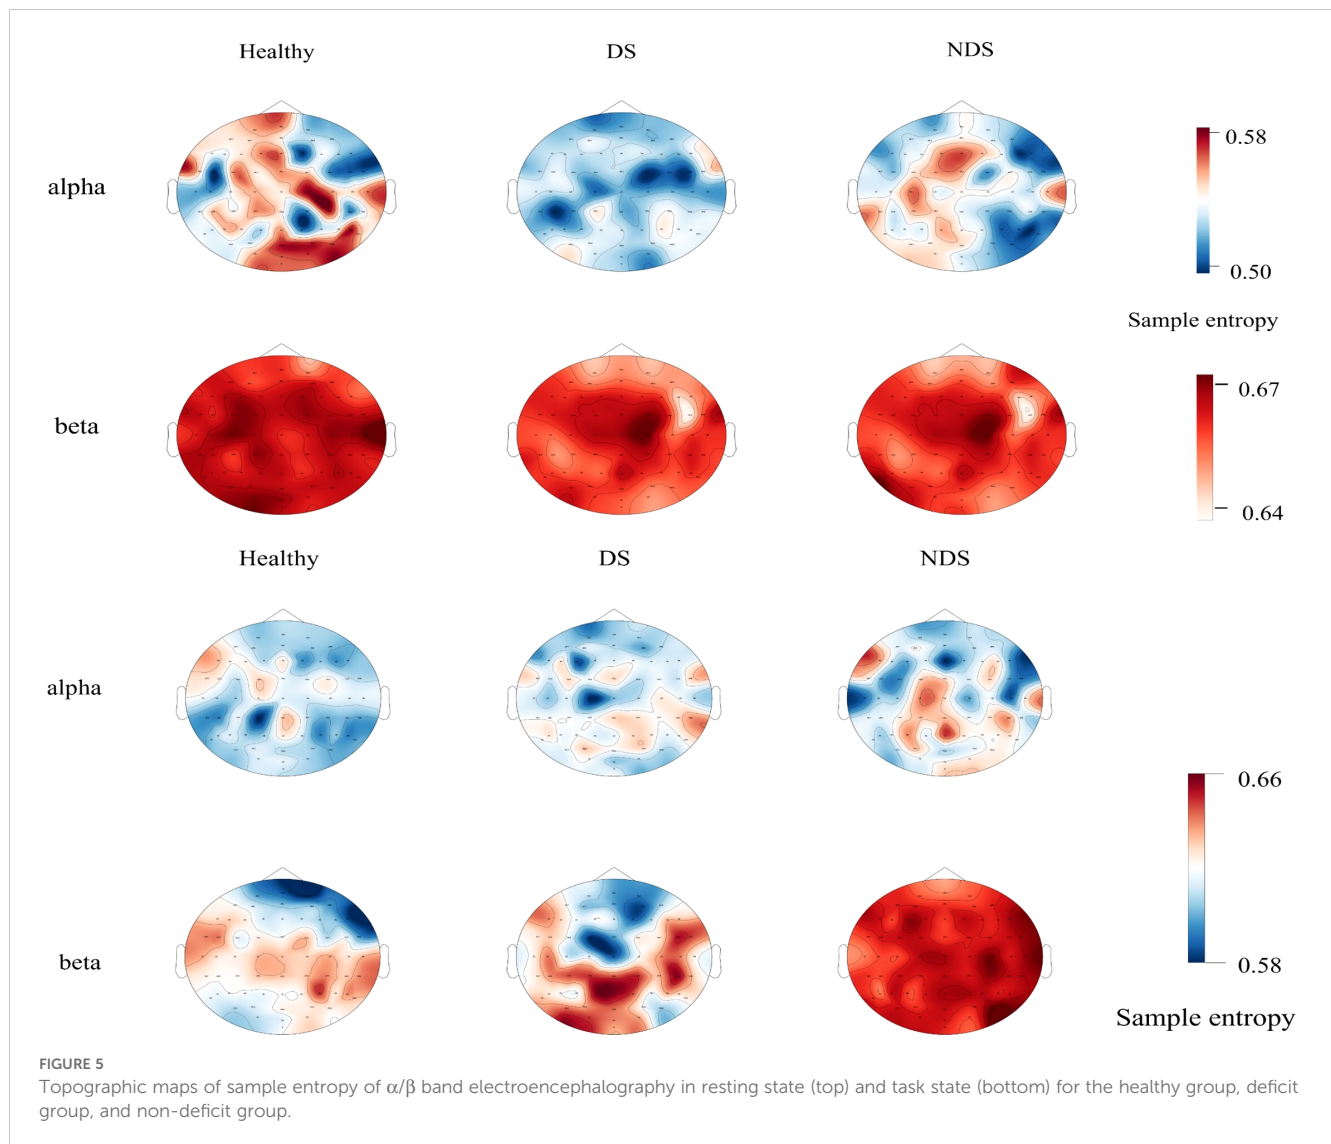 Healthy DS NDS
alpha
0.58
0.50
Sample entropy
beta
0.67
0.64
Healthy DS NDS
alpha
0.66
beta
0.58
Sample entropy
FIGURE 5
Topographic maps of sample entropy of α/β band electroencephalography in resting state (top) and task state (bottom) for the healthy group, deficit
group, and non-deficit group.